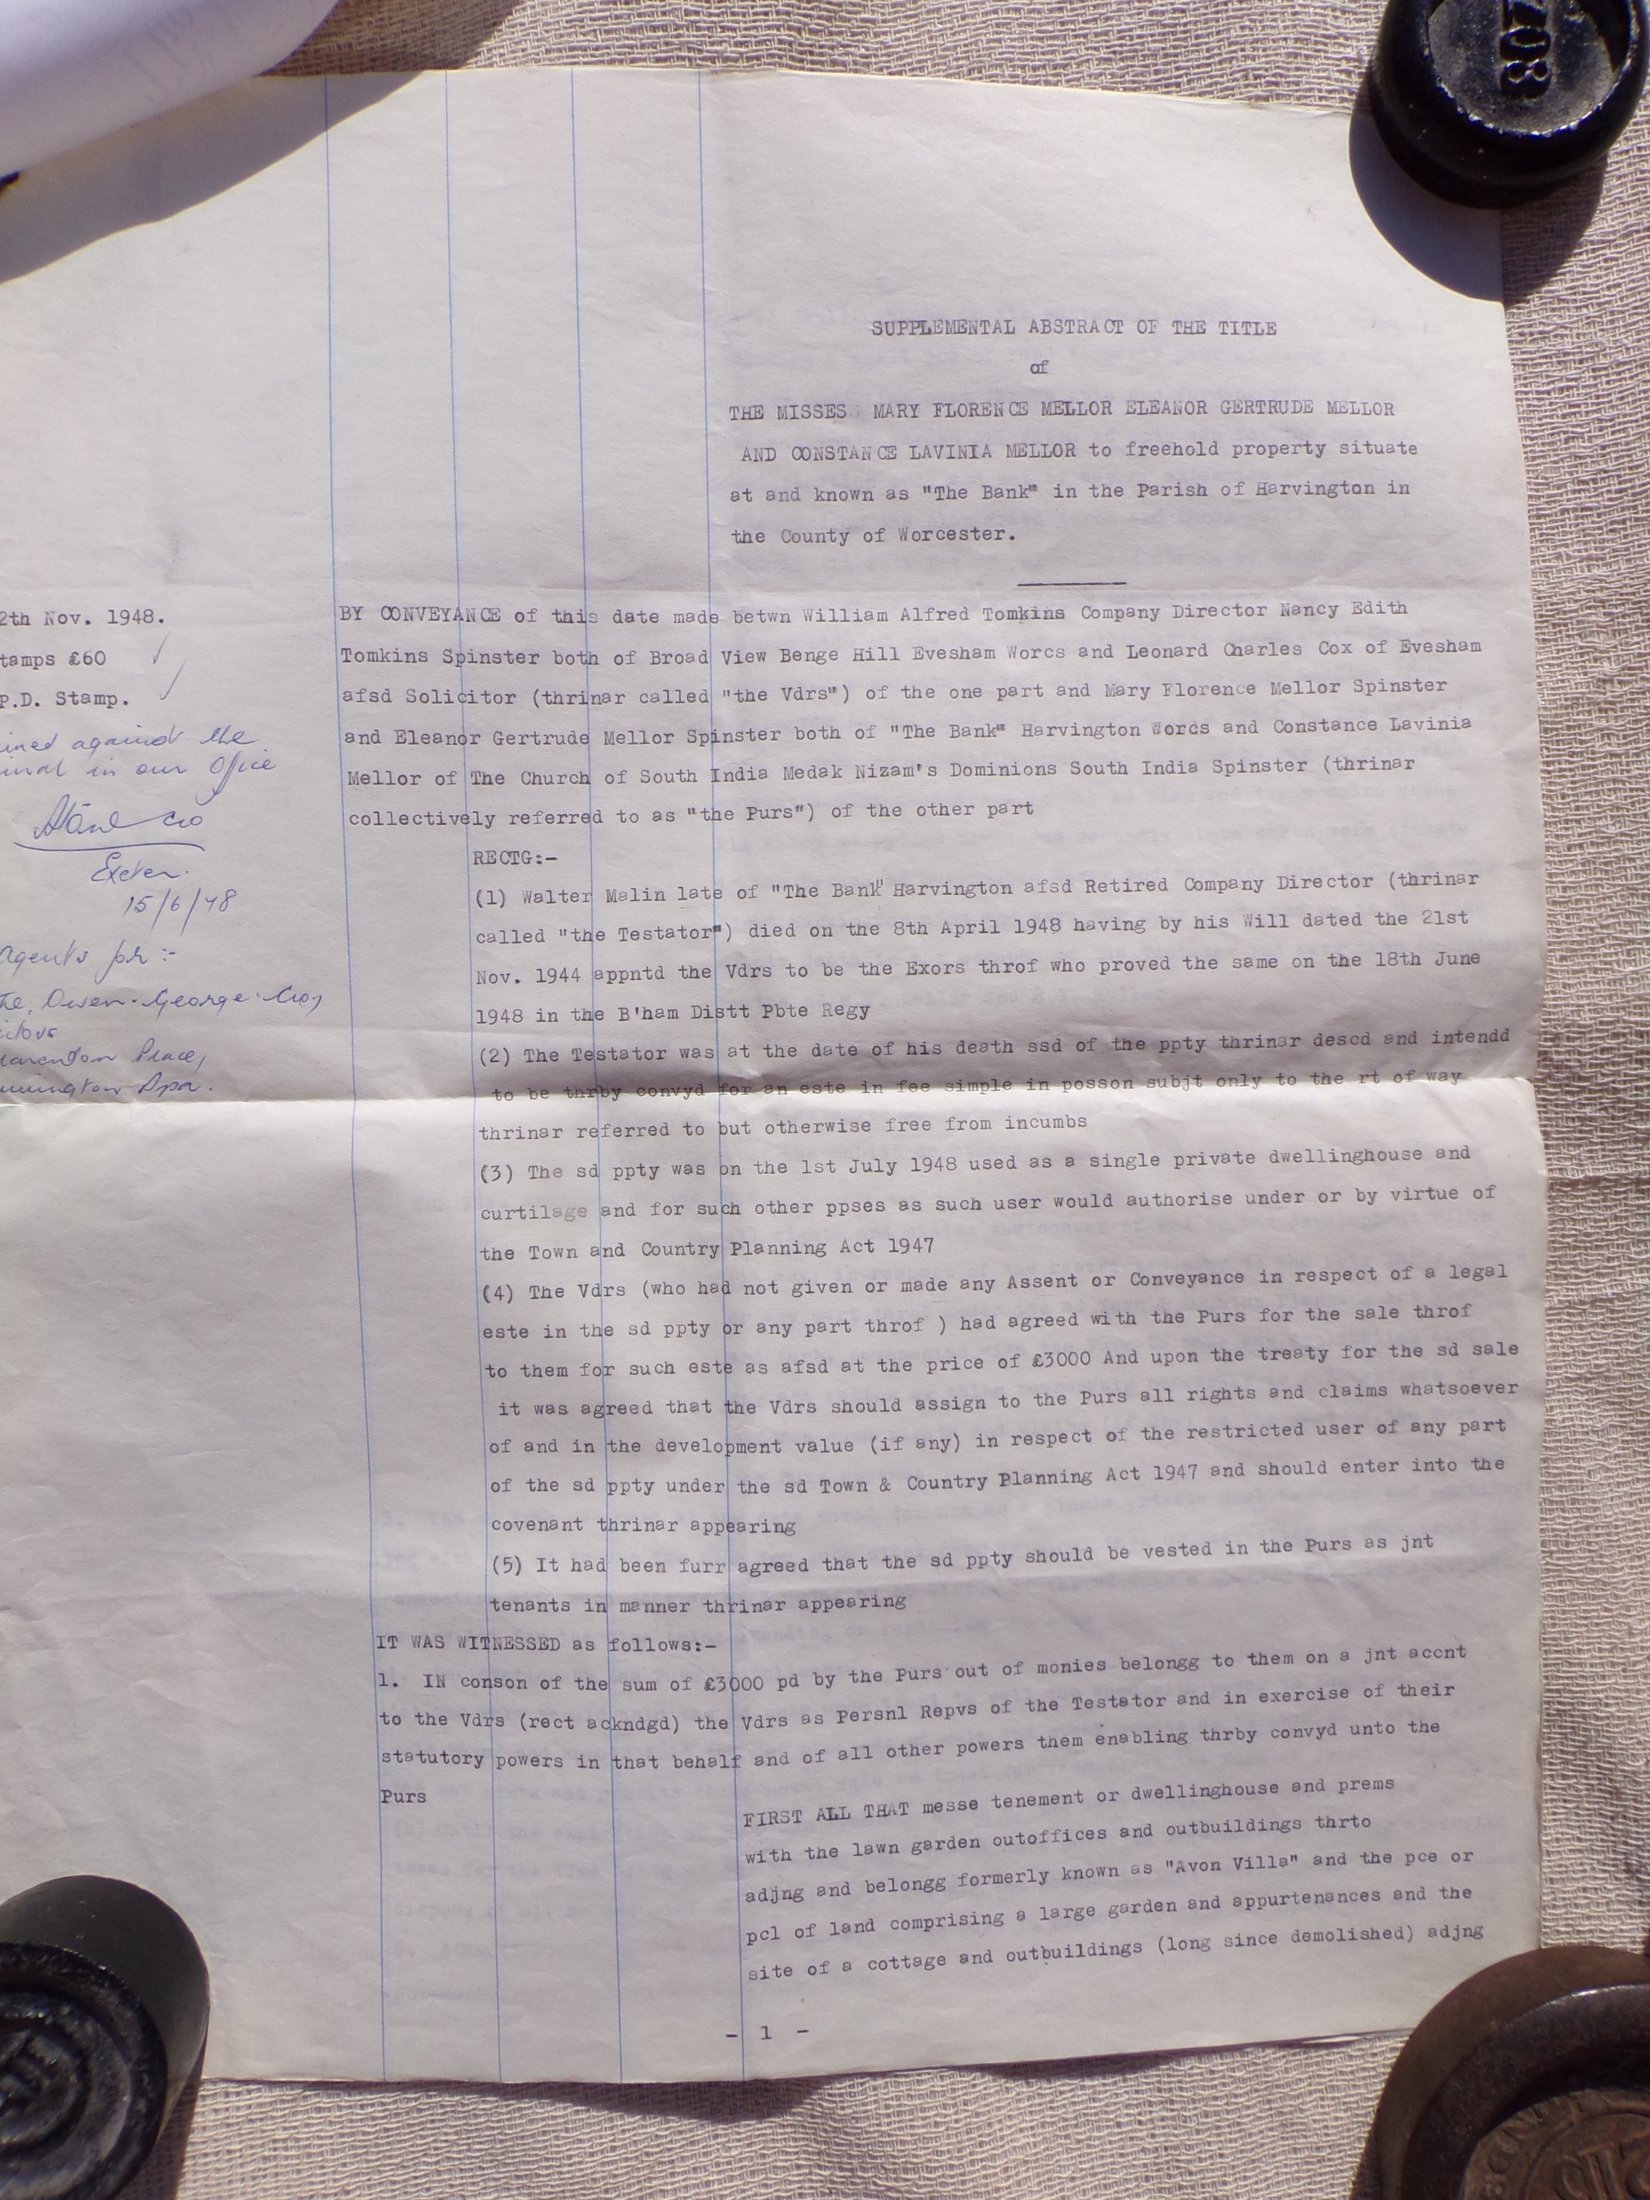 SUPPLEMENTAL ABSTRACT OF THE TITLE
of
THE MISSES MARY FLORENCE MELLOR ELEANOR GERTRUDE MELLOR
AND CONSTANCE LAVINIA MELLOR to freehold property situate
at and known as "The Bank" in the Parish of Harvington in
the County of Worcester.
2th Nov. 1948.
tamps £60
P.D. Stamp.
ined against the
inal in our Office
Exeter.
15/6/
Agents for :-
Owen. George
BY CONVEYANCE of this date made betwn William Alfred Tomkins Company Director Nancy Edith
Tomkins Spinster both of Broad View Benge Hill Evesham Worcs and Leonard Charles Cox of Evesham
afsd Solicitor (thrinar called "the Vdrs") of the one part and Mary Florence Mellor Spinster
and Eleanor Gertrude Mellor Spinster both of "The Bank" Harvington Worcs and Constance Lavinia
Mellor of The Church of South India Medak Nizam's Dominions South India Spinster (thrinar
collectively referred to as "the Purs") of the other part
RECTG:-
(1) Walter Malin late of "The Bank" Harvington afsd Retired Company Director (thrinar
called "the Testator") died on the 8th April 1948 having by his Will dated the 21st
Nov. 1944 appntd the Vdrs to be the Exors throf who proved the same on the 18th June
1948 in the B'ham Distt Pbte Regy
(2) The Testator was at the date of his death ssd of the ppty thrinar descd and intendd
to be thrby convyd for an este in fee simple in posson subjt only to the rt of way
thrinar referred to but otherwise free from incumbs
(3) The sd ppty was on the 1st July 1948 used as a single private dwellinghouse and
curtilage and for such other ppses as such user would authorise under or by virtue of
the Town and Country Planning Act 1947
(4) The Vdrs (who had not given or made any Assent or Conveyance in respect of a legal
este in the sd ppty or any part throf ) had agreed with the Purs for the sale throf
to them for such este as afsd at the price of £3000 And upon the treaty for the sd sale
it was agreed that the Vdrs should assign to the Purs all rights and claims whatsoever
of and in the development value (if any) in respect of the restricted user of any part
of the sd ppty under the sd Town & Country Planning Act 1947 and should enter into the
covenant thrinar appearing
(5) It had been furr agreed that the sd ppty should be vested in the Purs as jnt
tenants in manner thrinar appearing
IT WAS WITNESSED as follows:-
1. IN conson of the sum of £3000 pd by the Purs out of monies belongg to them on a jnt accnt
to the Vdrs (rect ackndgd) the Vdrs as Persnl Repvs of the Testator and in exercise of their
statutory powers in that behalf and of all other powers them enabling thrby convyd unto the
Purs
FIRST ALL THAT messe tenement or dwellinghouse and prems
with the lawn garden outoffices and outbuildings thrto
adjng and belongg formerly known as "Avon Villa" and the pce or
pcl of land comprising a large garden and appurtenances and the
site of a cottage and outbuildings (long since demolished) adjng
- 1 -